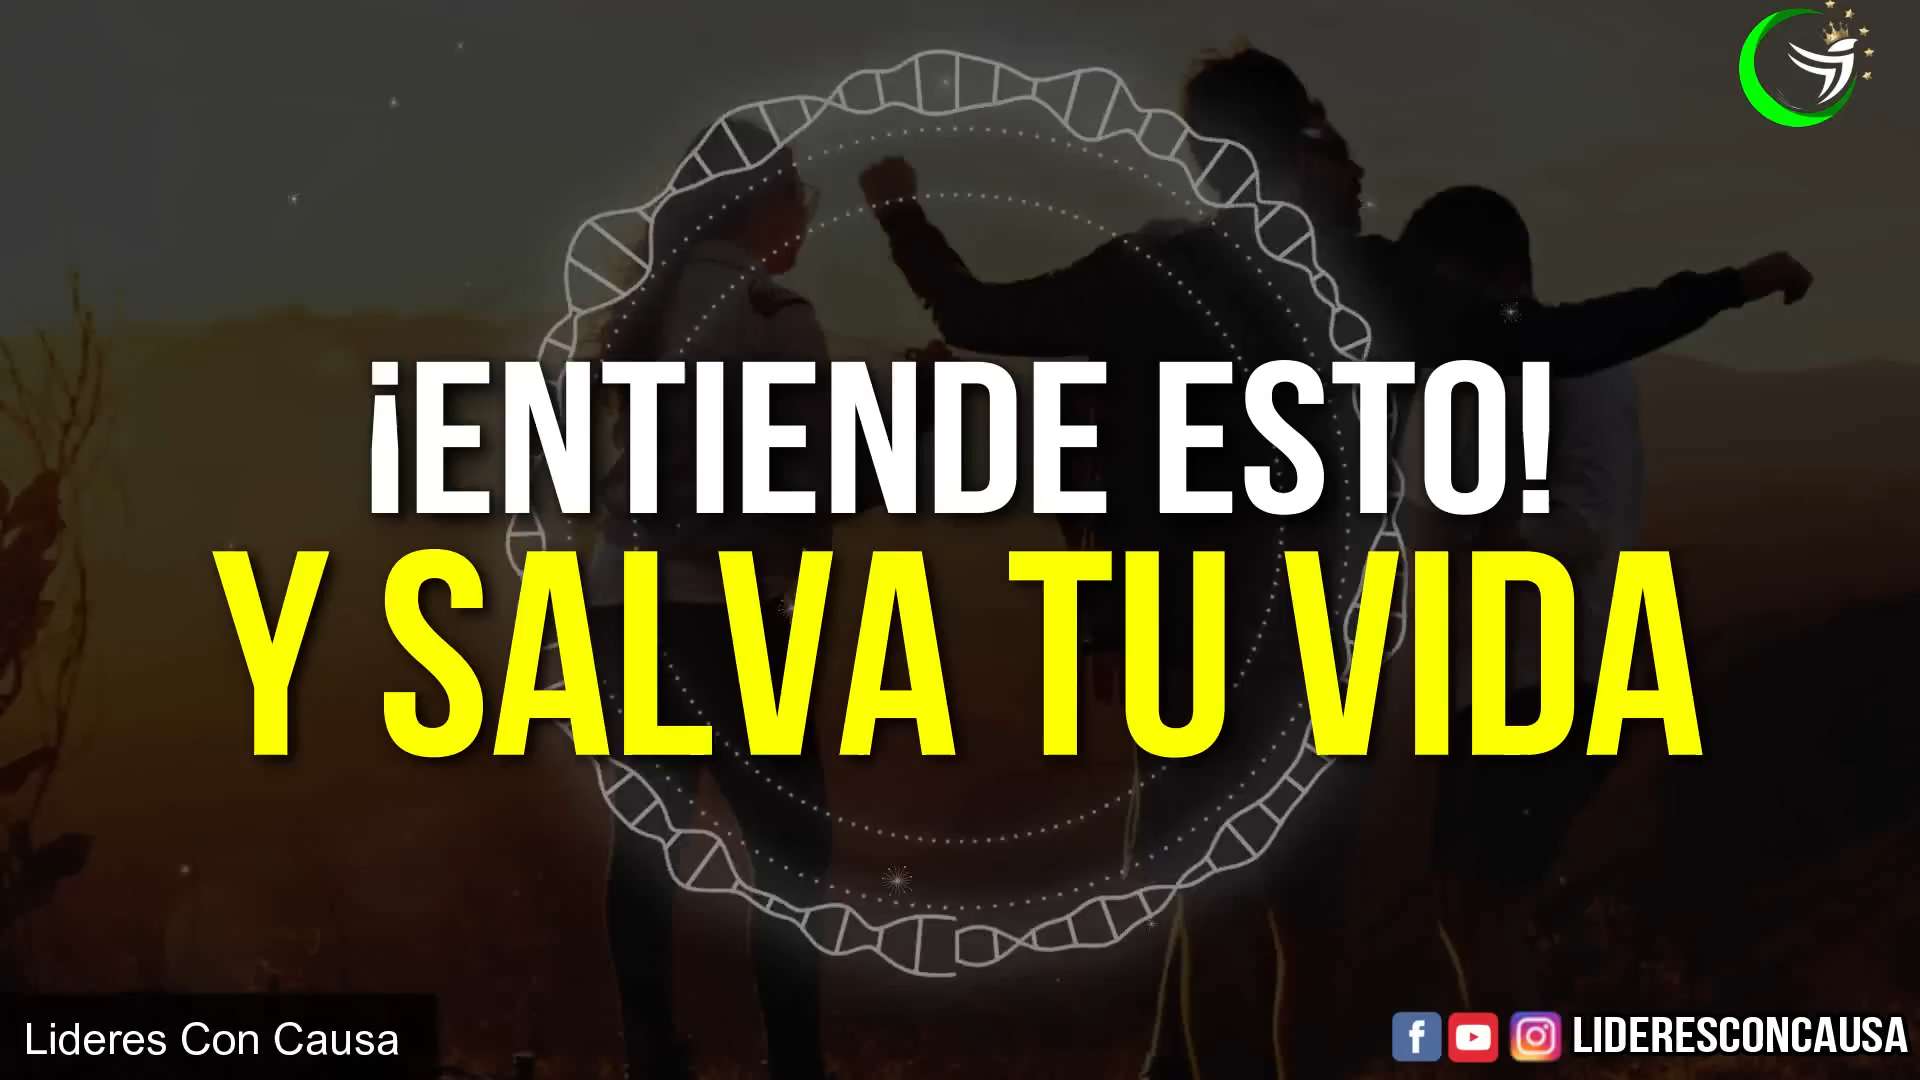 ¡ENTIENDE ESTO!
Y SALVA TU VIDA
Lideres Con Causa
LIDERESCONCAUSA